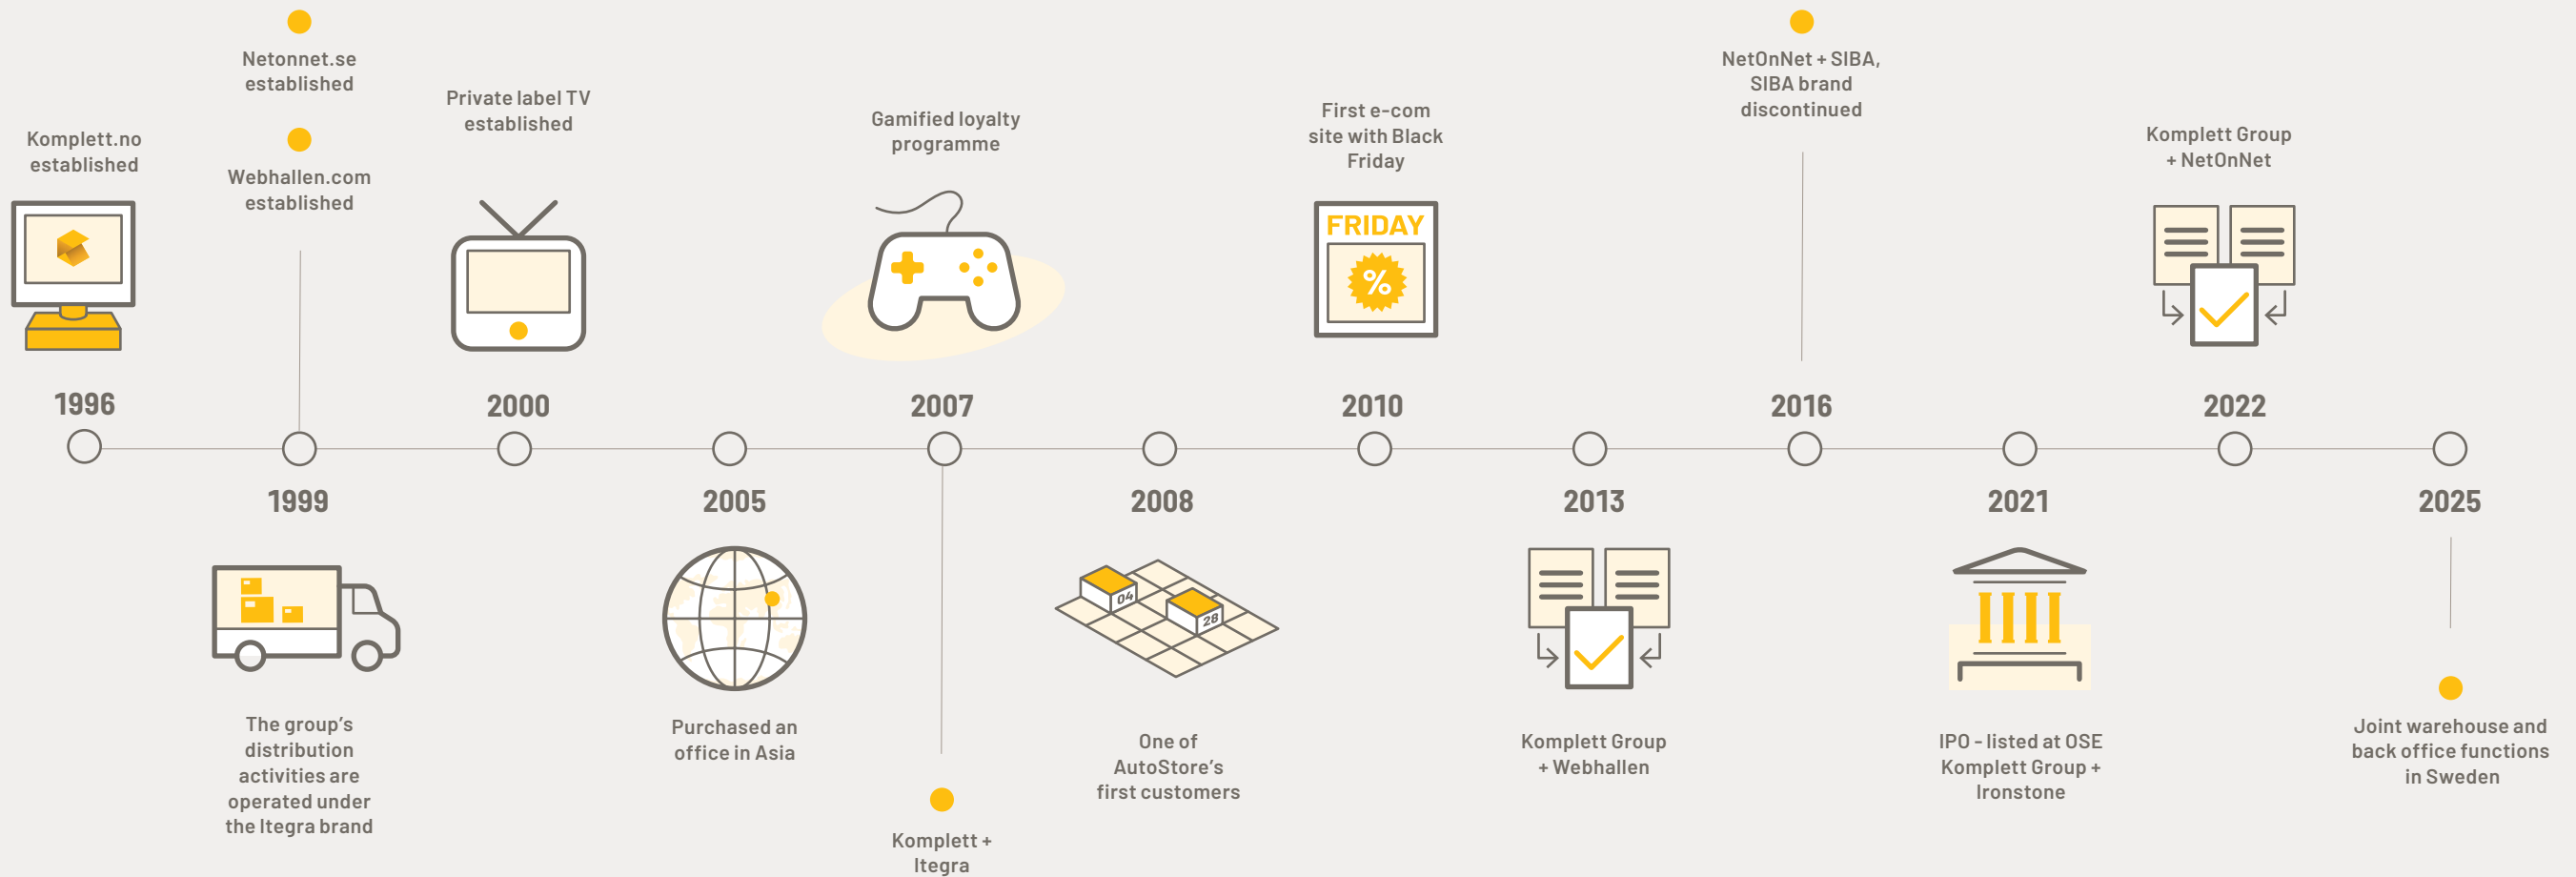 Komplett.no
established
1996
Netonnet.se
established
Webhallen.com
established
1999
The group's
distribution
activities are
operated under
the Itegra brand
Private label TV
established
2000
2005
Purchased an
office in Asia
Gamified loyalty
programme
2007
Komplett +
Itegra
2008
04
28
One of
AutoStore's
first customers
First e-com
site with Black
Friday
FRIDAY
%
2010
2013
Komplett Group
+ Webhallen
NetOnNet + SIBA,
SIBA brand
discontinued
2016
2021
IPO - listed at OSE
Komplett Group +
Ironstone
Komplett Group
+ NetOnNet
2022
2025
Joint warehouse and
back office functions
in Sweden